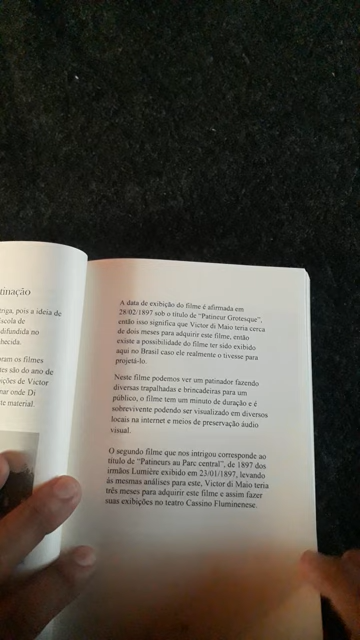 tinação
triga, pois a ideia de
scola de
difundida no
hecida.
ram os filmes
tes são do ano de
ções de Victor
nar onde Di
te material.
A data de exibição do filme é afirmada em
28/02/1897 sob o título de “Patineur Grotesque”,
então isso significa que Victor di Maio teria cerca
de dois meses para adquirir este filme, então
existe a possibilidade do filme ter sido exibido
aqui no Brasil caso ele realmente o tivesse para
projetá-lo.
Neste filme podemos ver um patinador fazendo
diversas trapalhadas e brincadeiras para um
público, o filme tem um minuto de duração e é
sobrevivente podendo ser visualizado em diversos
locais na internet e meios de preservação áudio
visual.
O segundo filme que nos intrigou corresponde ao
título de “Patineurs au Parc central”, de 1897 dos
irmãos Lumière exibido em 23/01/1897, levando
às mesmas análises para este, Victor di Maio teria
três meses para adquirir este filme e assim fazer
suas exibições no teatro Cassino Fluminense.